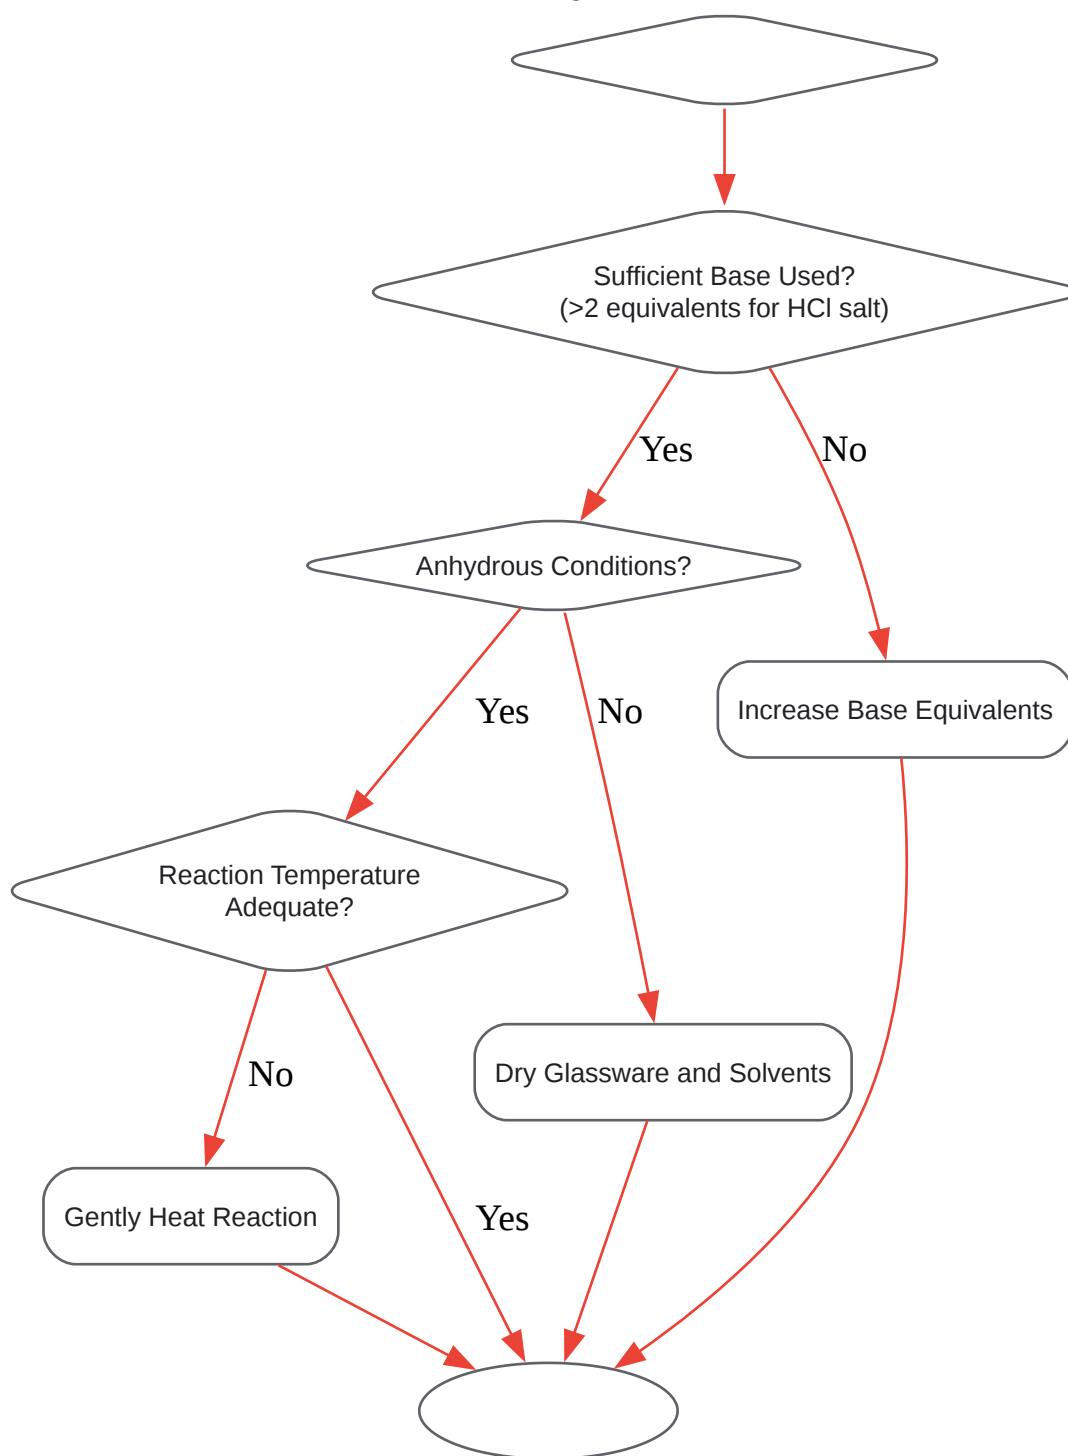 Sufficient Base Used?
(>2 equivalents for HCl salt)
Yes
No
Anhydrous Conditions?
Yes
No
Increase Base Equivalents
Reaction Temperature
Adequate?
No
Dry Glassware and Solvents
Gently Heat Reaction
Yes